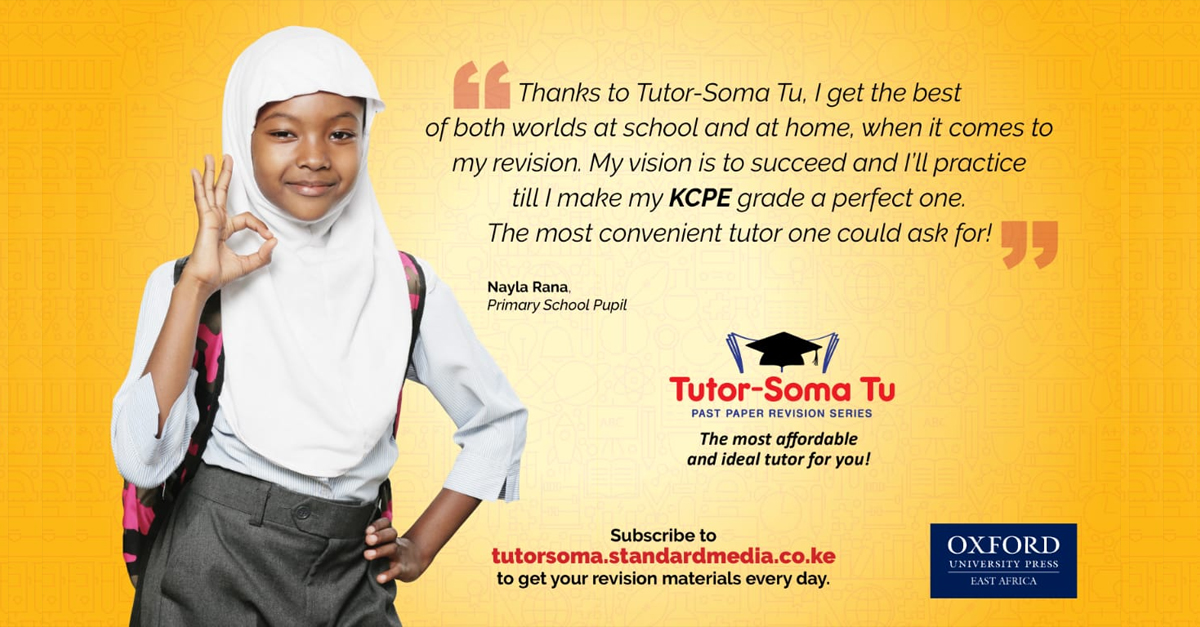 “Thanks to Tutor-Soma Tu, I get the best
of both worlds at school and at home, when it comes to
my revision. My vision is to succeed and I'll practice
till I make my KCPE grade a perfect one.
The most convenient tutor one could ask for!”
Nayla Rana,
Primary School Pupil
Tutor-Soma Tu
PAST PAPER REVISION SERIES
The most affordable
and ideal tutor for you!
Subscribe to
tutorsoma.standardmedia.co.ke
to get your revision materials every day.
OXFORD
UNIVERSITY PRESS
EAST AFRICA